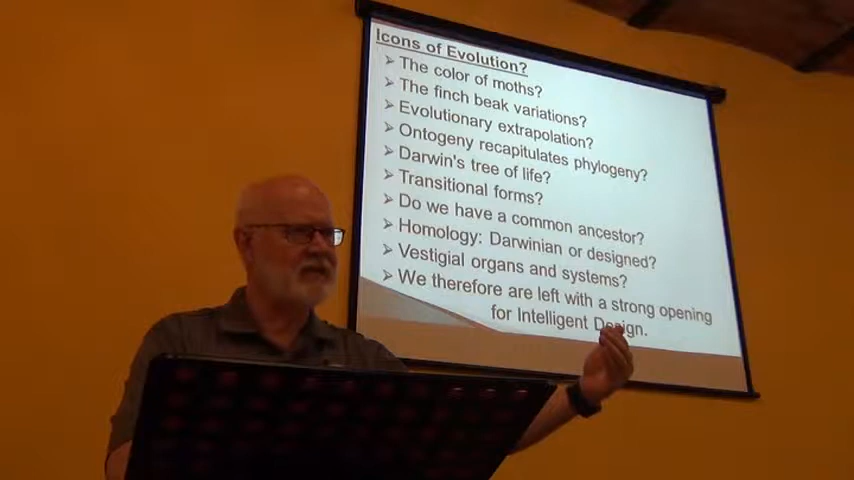 Icons of Evolution?
➢ The color of moths?
➢ The finch beak variations?
➢ Evolutionary extrapolation?
➢ Ontogeny recapitulates phylogeny?
➢ Darwin's tree of life?
➢ Transitional forms?
➢ Do we have a common ancestor?
➢ Homology: Darwinian or designed?
➢ Vestigial organs and systems?
➢ We therefore are left with a strong opening
for Intelligent Design.